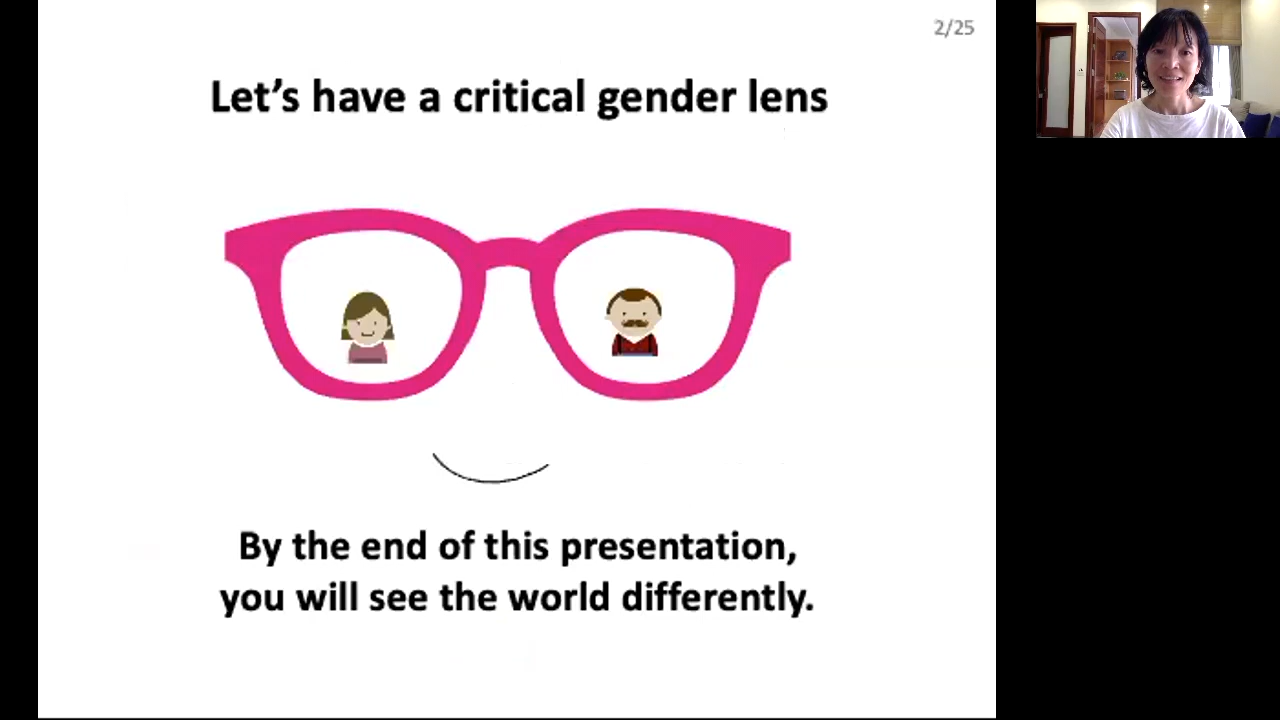 2/25
Let’s have a critical gender lens
By the end of this presentation,
you will see the world differently.